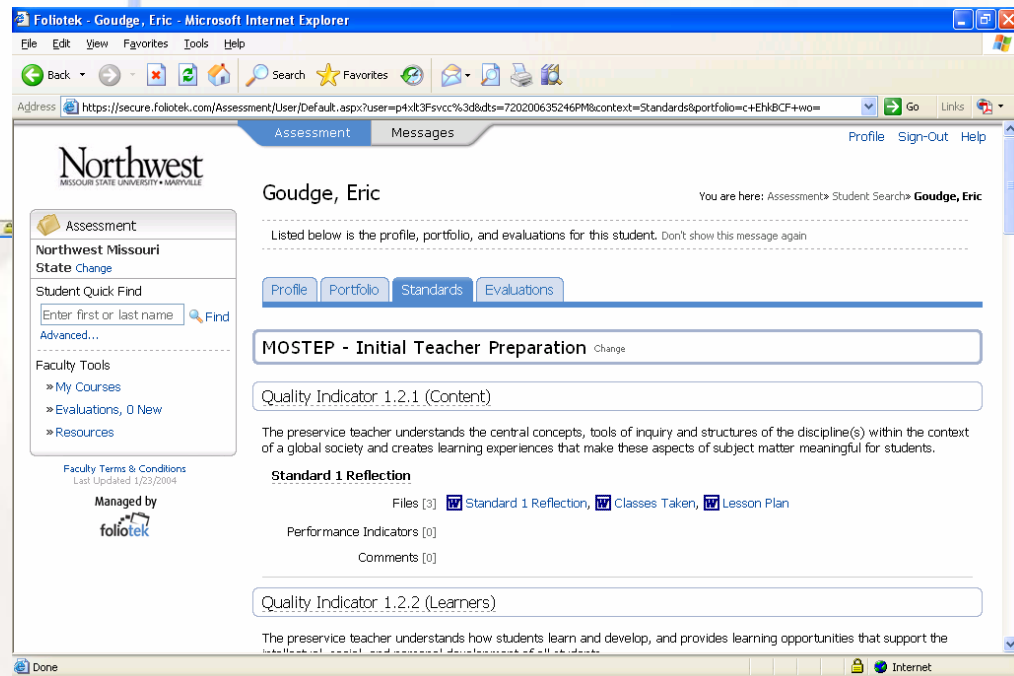 Foliotek - Goudge, Eric - Microsoft Internet Explorer
File Edit View Favorites Tools Help
Back Search Favorites
Address https://secure.foliotek.com/Assessment/User/Default.aspx?user=p4xlt3Fsvcc%3d&dts=720200635246PM&context=Standards&portfolio=c+EhkBCF+wo= Go Links
Assessment Messages
Profile Sign-Out Help
Northwest
MISSOURI STATE UNIVERSITY • MARYVILLE
Goudge, Eric
You are here: Assessment» Student Search» Goudge, Eric
Assessment
Northwest Missouri
State Change
Student Quick Find
Enter first or last name Find
Advanced...
Faculty Tools
» My Courses
» Evaluations, 0 New
» Resources
Faculty Terms & Conditions
Last Updated 1/23/2004
Managed by
foliotek
Listed below is the profile, portfolio, and evaluations for this student. Don't show this message again
Profile Portfolio Standards Evaluations
MOSTEP - Initial Teacher Preparation Change
Quality Indicator 1.2.1 (Content)
The preservice teacher understands the central concepts, tools of inquiry and structures of the discipline(s) within the context
of a global society and creates learning experiences that make these aspects of subject matter meaningful for students.
Standard 1 Reflection
Files [3] Standard 1 Reflection, Classes Taken, Lesson Plan
Performance Indicators [0]
Comments [0]
Quality Indicator 1.2.2 (Learners)
The preservice teacher understands how students learn and develop, and provides learning opportunities that support the
intellectual, social, and personal development of all students.
Done
Internet